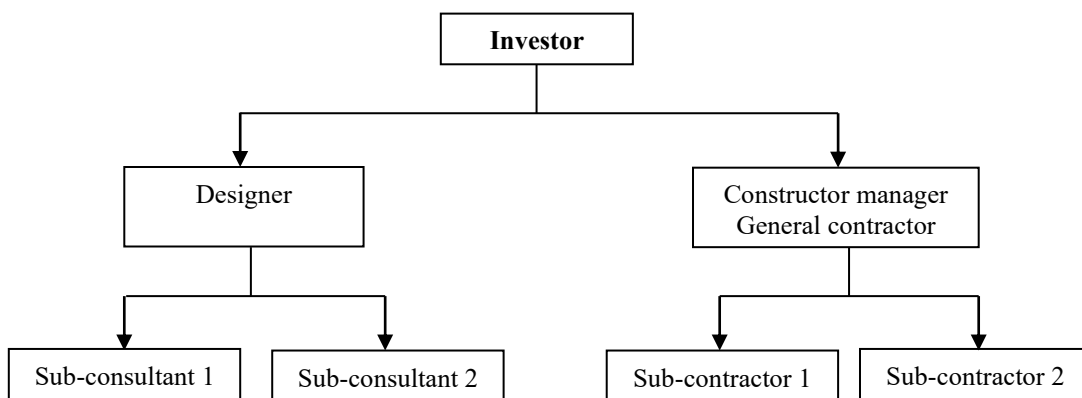 Investor
Designer
Constructor manager
General contractor
Sub-consultant 1
Sub-consultant 2
Sub-contractor 1
Sub-contractor 2